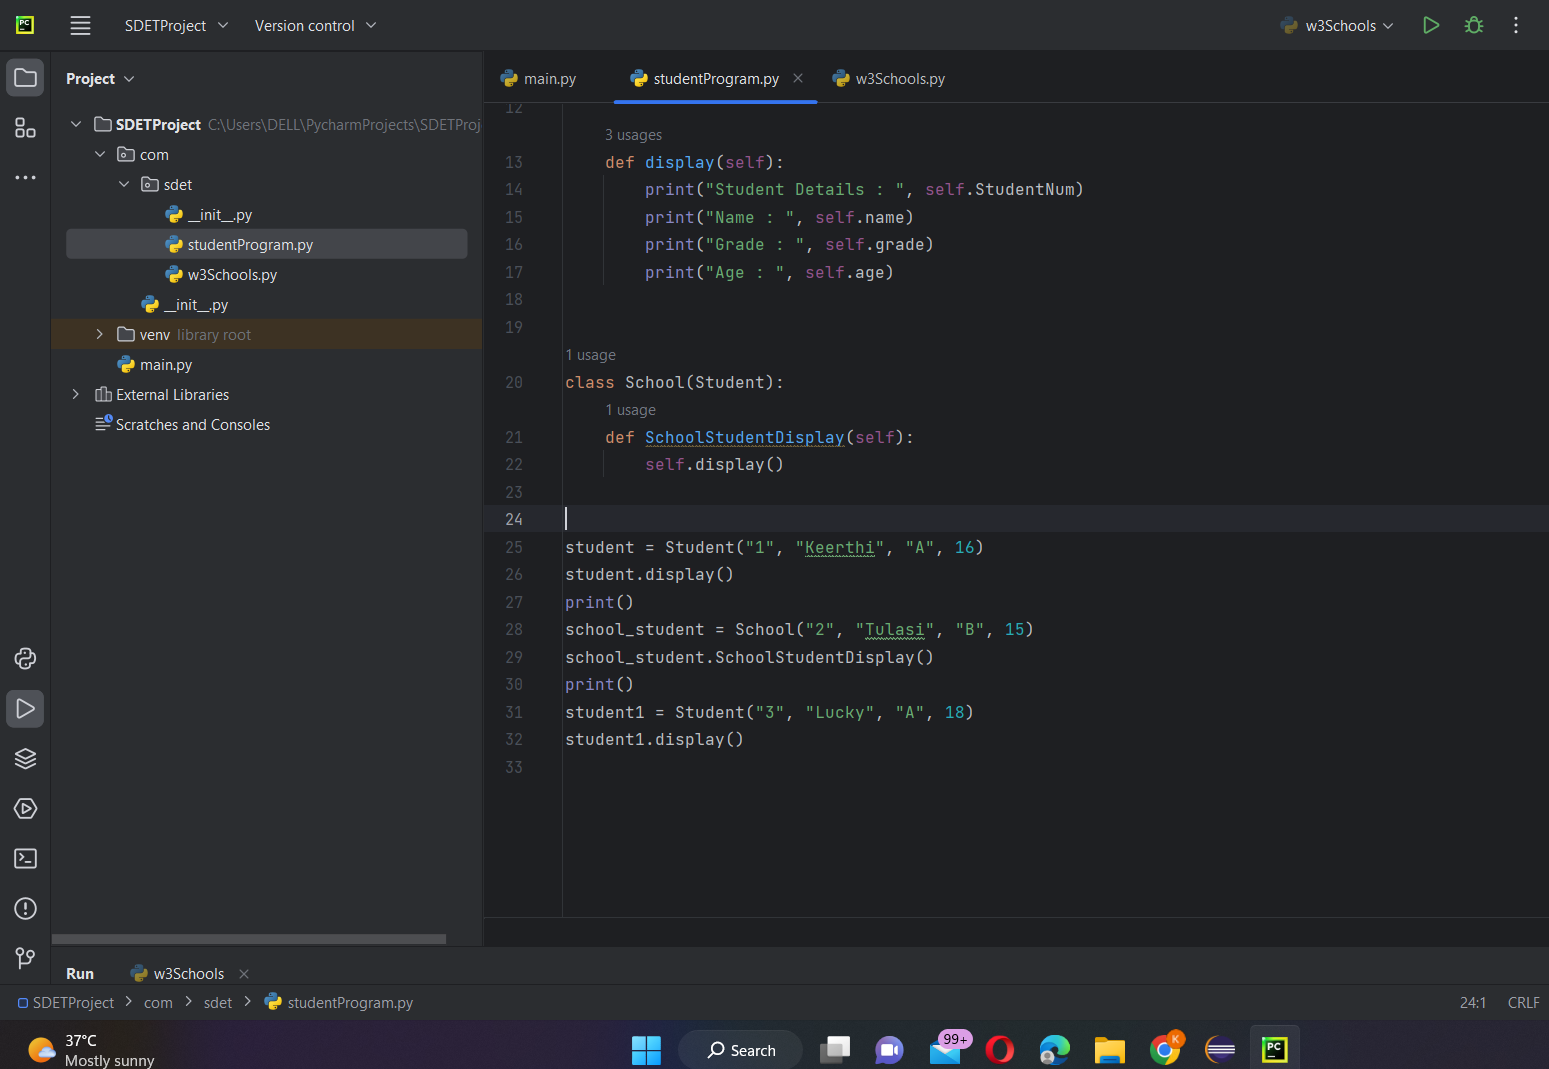 PC
SDETProject
Version control
w3Schools
Project
main.py
studentProgram.py
w3Schools.py
SDETProject C:\Users\DELL\PycharmProjects\SDETProj
com
sdet
__init__.py
studentProgram.py
w3Schools.py
__init__.py
venv library root
main.py
External Libraries
Scratches and Consoles
12
3 usages
13 def display(self):
14 print("Student Details : ", self.StudentNum)
15 print("Name : ", self.name)
16 print("Grade : ", self.grade)
17 print("Age : ", self.age)
18
19
1 usage
20 class School(Student):
1 usage
21 def SchoolStudentDisplay(self):
22 self.display()
23
24
25 student = Student("1", "Keerthi", "A", 16)
26 student.display()
27 print()
28 school_student = School("2", "Tulasi", "B", 15)
29 school_student.SchoolStudentDisplay()
30 print()
31 student1 = Student("3", "Lucky", "A", 18)
32 student1.display()
33
Run
w3Schools
SDETProject > com > sdet > studentProgram.py
24:1 CRLF
37°C
Mostly sunny
Search
99+
K
PC